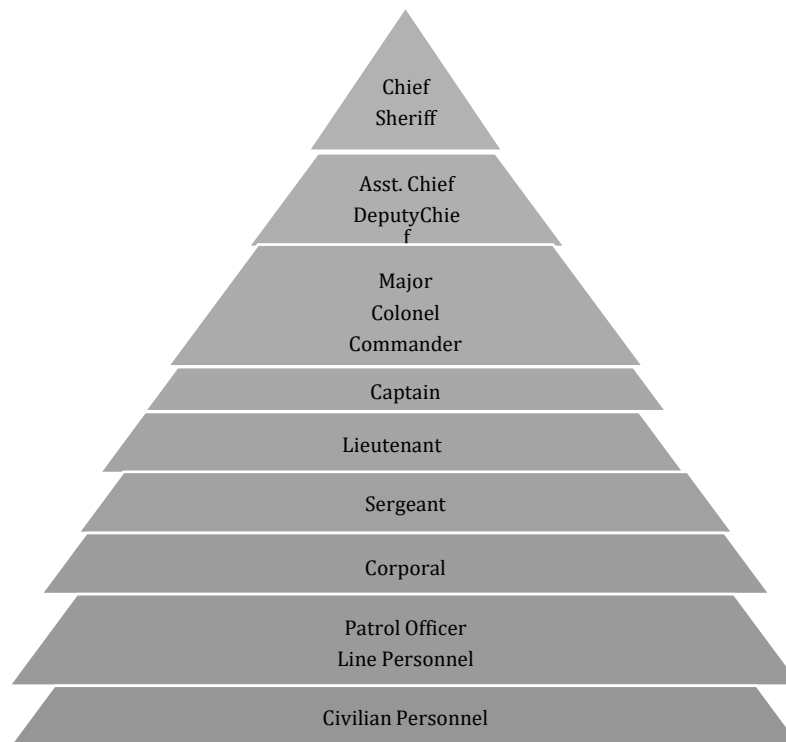 Chief
Sheriff
Asst. Chief
DeputyChie
f
Major
Colonel
Commander
Captain
Lieutenant
Sergeant
Corporal
Patrol Officer
Line Personnel
Civilian Personnel